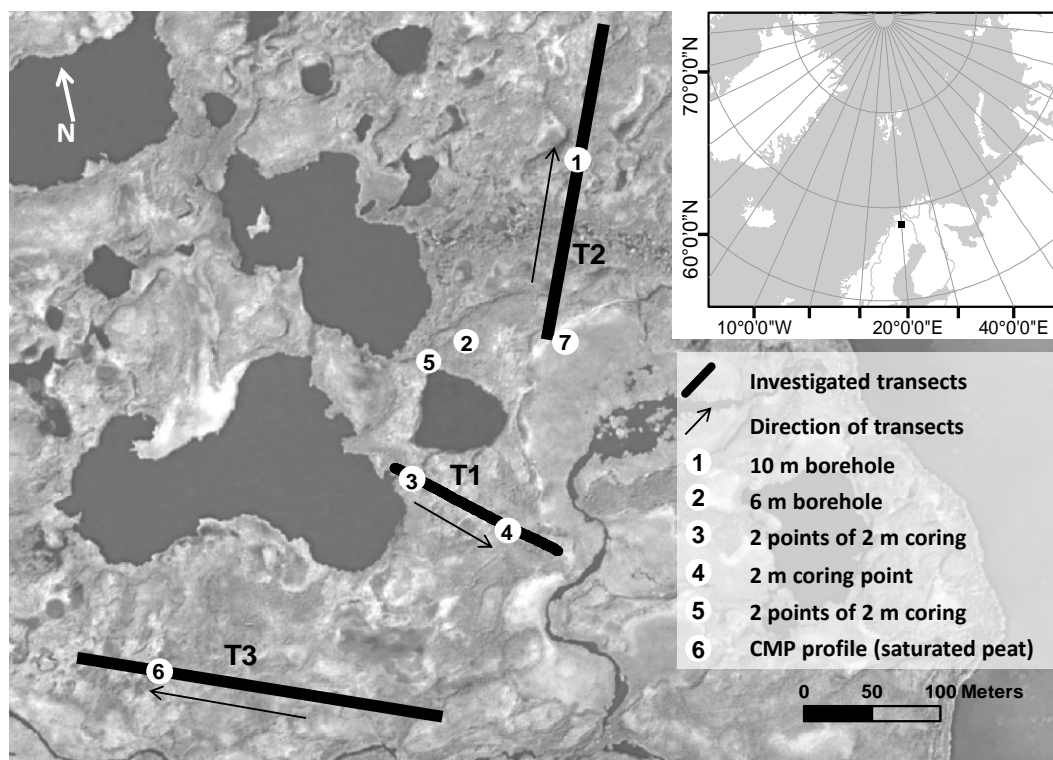 N
1
T2
2
7
5
T1
3
4
T3
6
70°0'0"N
60°0'0"N
10°0'0"W
20°0'0"E
40°0'0"E
Investigated transects
Direction of transects
1 10 m borehole
2 6 m borehole
3 2 points of 2 m coring
4 2 m coring point
5 2 points of 2 m coring
6 CMP profile (saturated peat)
0 50 100 Meters